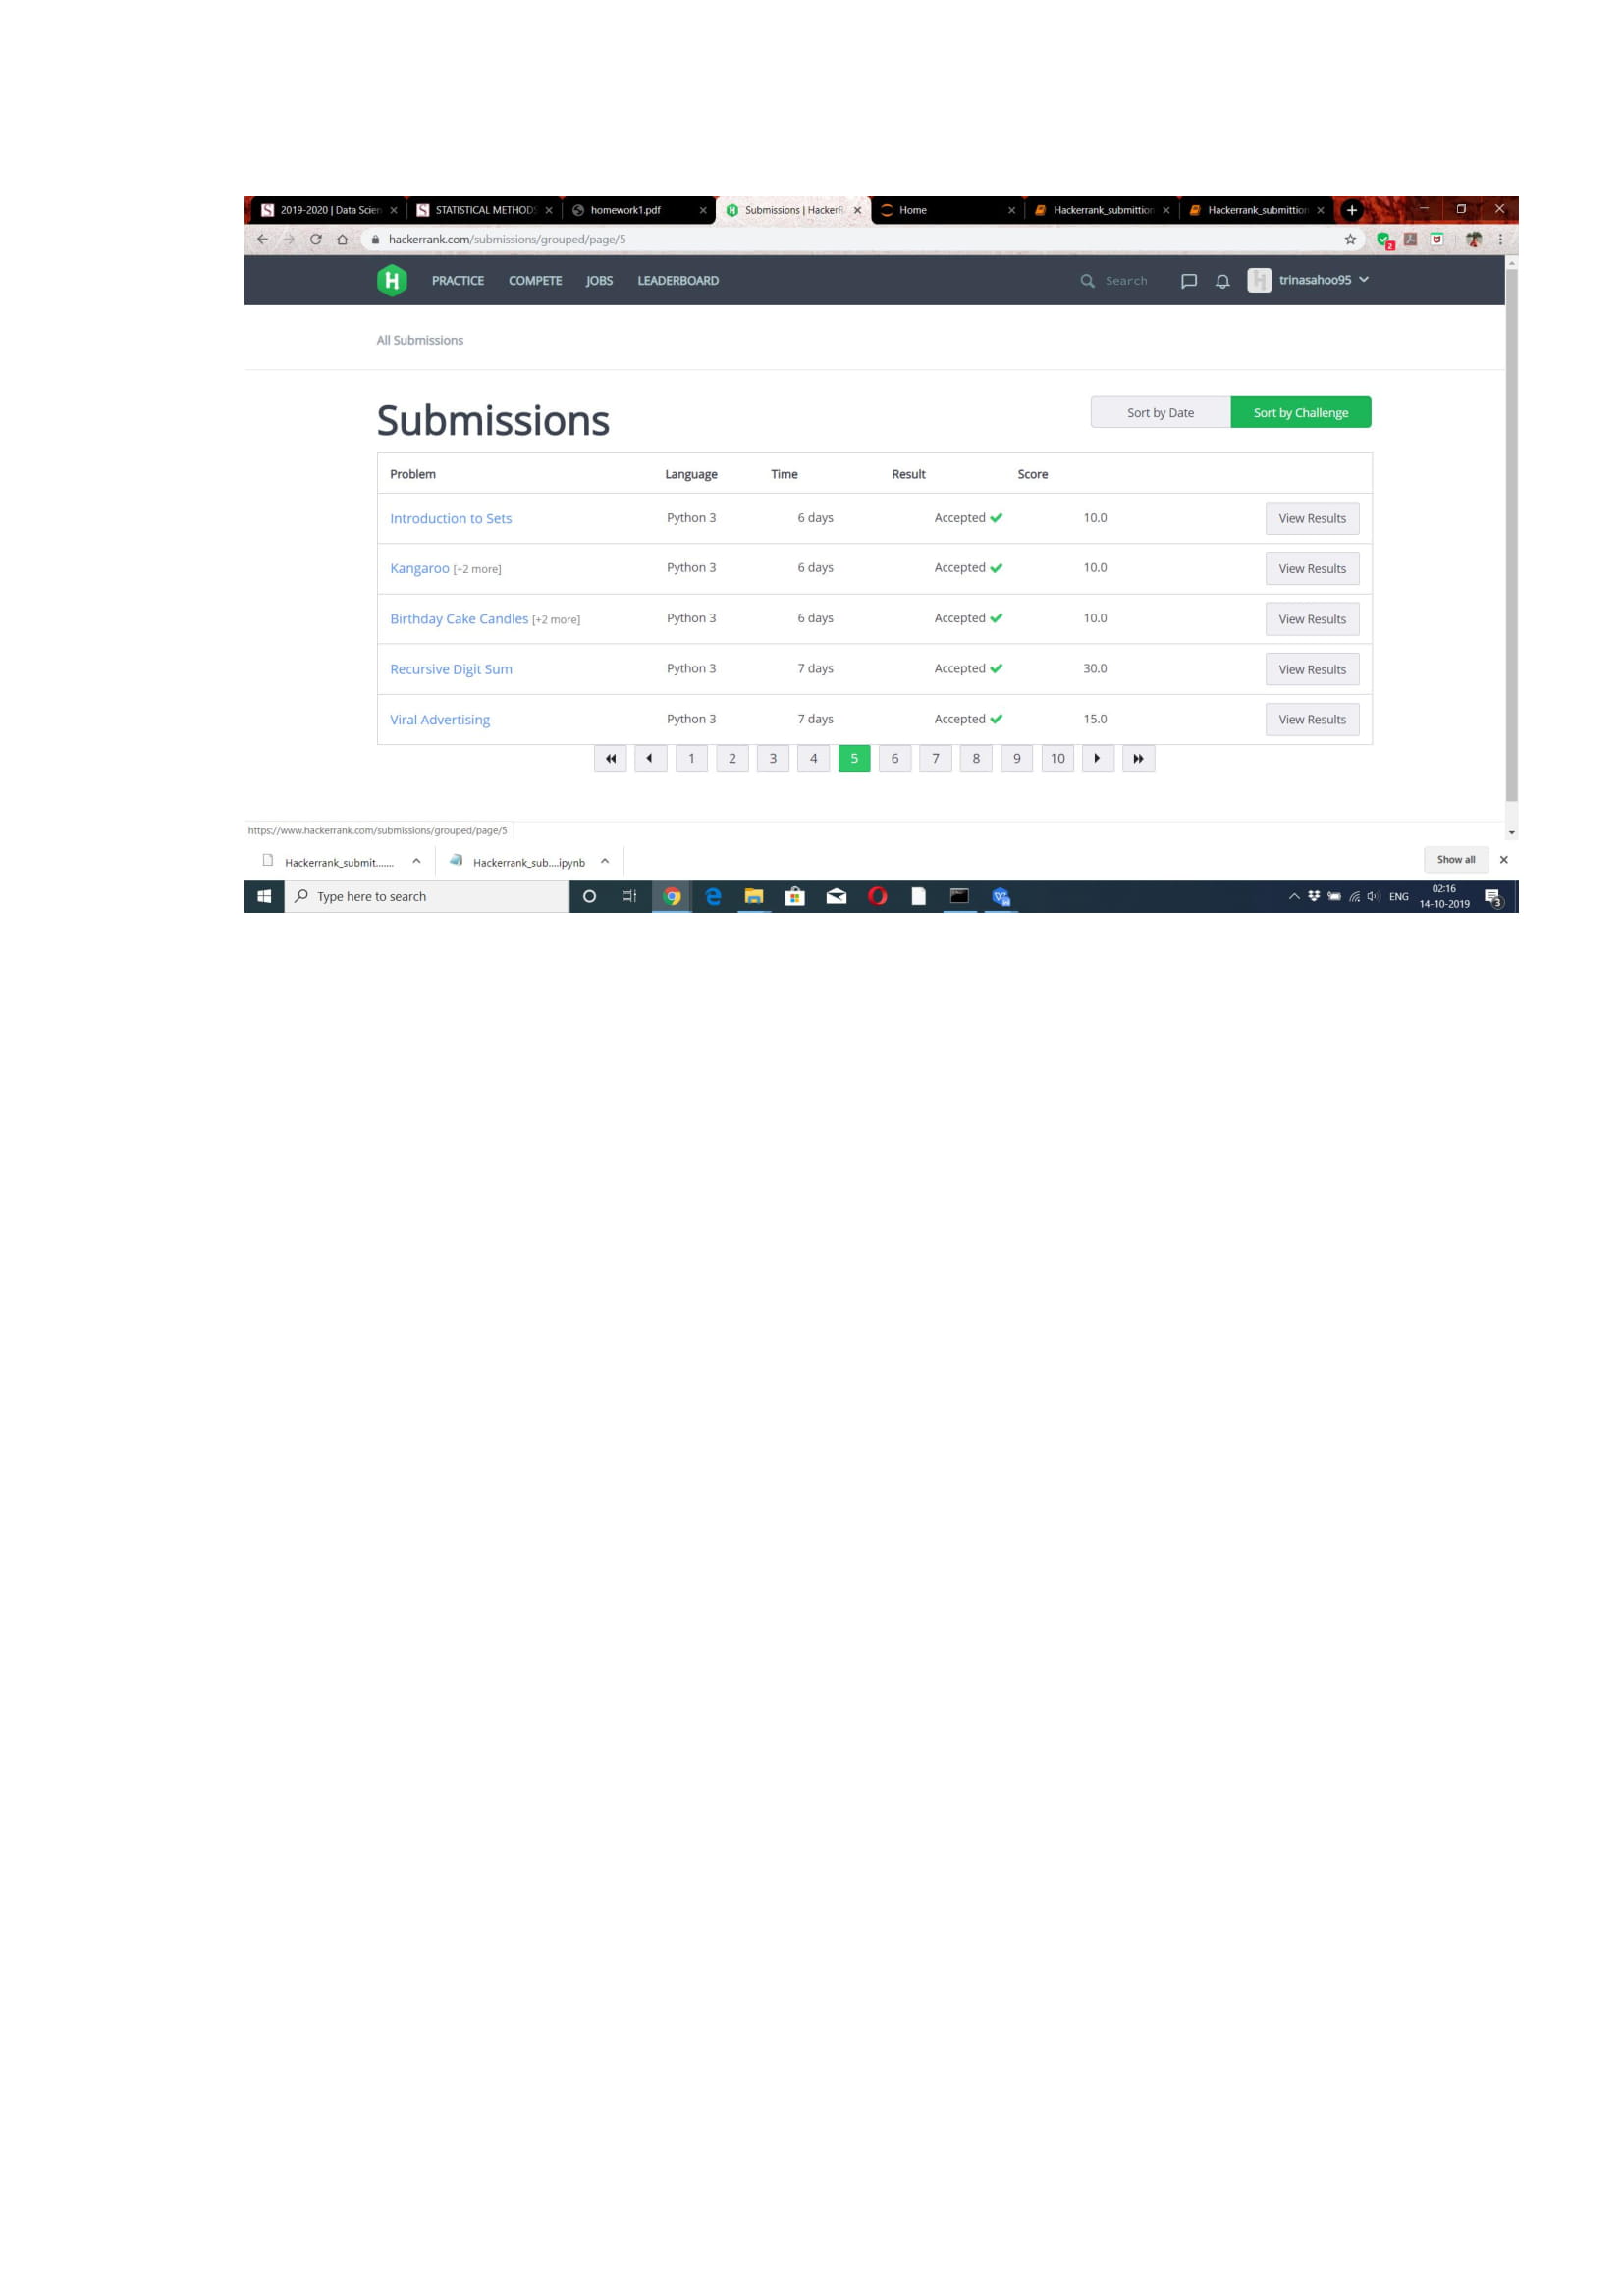 2019-2020 | Data Scien STATISTICAL METHODS homework1.pdf Submissions | HackerR Home Hackerrank_submittion Hackerrank_submittion
hackerrank.com/submissions/grouped/page/5
PRACTICE COMPETE JOBS LEADERBOARD Search trinasahoo95
All Submissions
Submissions Sort by Date Sort by Challenge
Problem Language Time Result Score
Introduction to Sets Python 3 6 days Accepted 10.0 View Results
Kangaroo [+2 more] Python 3 6 days Accepted 10.0 View Results
Birthday Cake Candles [+2 more] Python 3 6 days Accepted 10.0 View Results
Recursive Digit Sum Python 3 7 days Accepted 30.0 View Results
Viral Advertising Python 3 7 days Accepted 15.0 View Results
1 2 3 4 5 6 7 8 9 10
https://www.hackerrank.com/submissions/grouped/page/5
Hackerrank_submit....... Hackerrank_sub....ipynb Show all
Type here to search ENG 02:16
14-10-2019 3